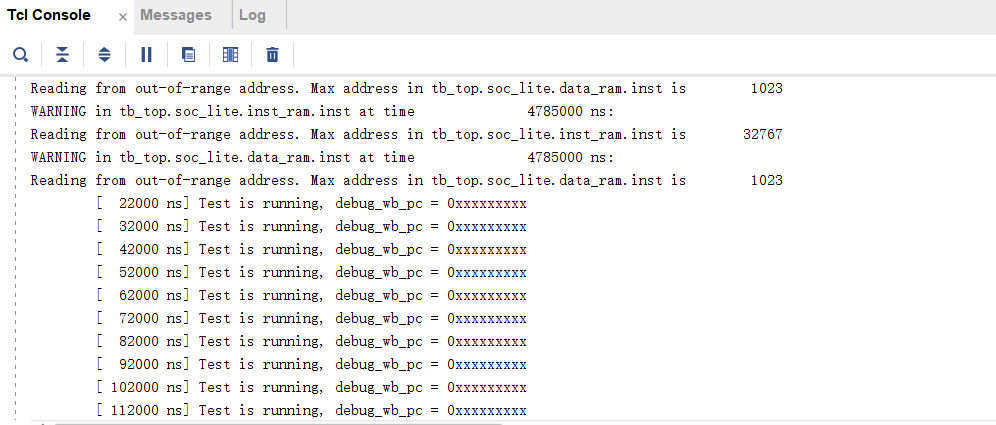 Tcl Console × Messages Log
Reading from out-of-range address. Max address in tb_top.soc_lite.data_ram.inst is 1023
WARNING in tb_top.soc_lite.inst_ram.inst at time 4785000 ns:
Reading from out-of-range address. Max address in tb_top.soc_lite.inst_ram.inst is 32767
WARNING in tb_top.soc_lite.data_ram.inst at time 4785000 ns:
Reading from out-of-range address. Max address in tb_top.soc_lite.data_ram.inst is 1023
[ 22000 ns] Test is running, debug_wb_pc = 0xxxxxxxxx
[ 32000 ns] Test is running, debug_wb_pc = 0xxxxxxxxx
[ 42000 ns] Test is running, debug_wb_pc = 0xxxxxxxxx
[ 52000 ns] Test is running, debug_wb_pc = 0xxxxxxxxx
[ 62000 ns] Test is running, debug_wb_pc = 0xxxxxxxxx
[ 72000 ns] Test is running, debug_wb_pc = 0xxxxxxxxx
[ 82000 ns] Test is running, debug_wb_pc = 0xxxxxxxxx
[ 92000 ns] Test is running, debug_wb_pc = 0xxxxxxxxx
[ 102000 ns] Test is running, debug_wb_pc = 0xxxxxxxxx
[ 112000 ns] Test is running, debug_wb_pc = 0xxxxxxxxx